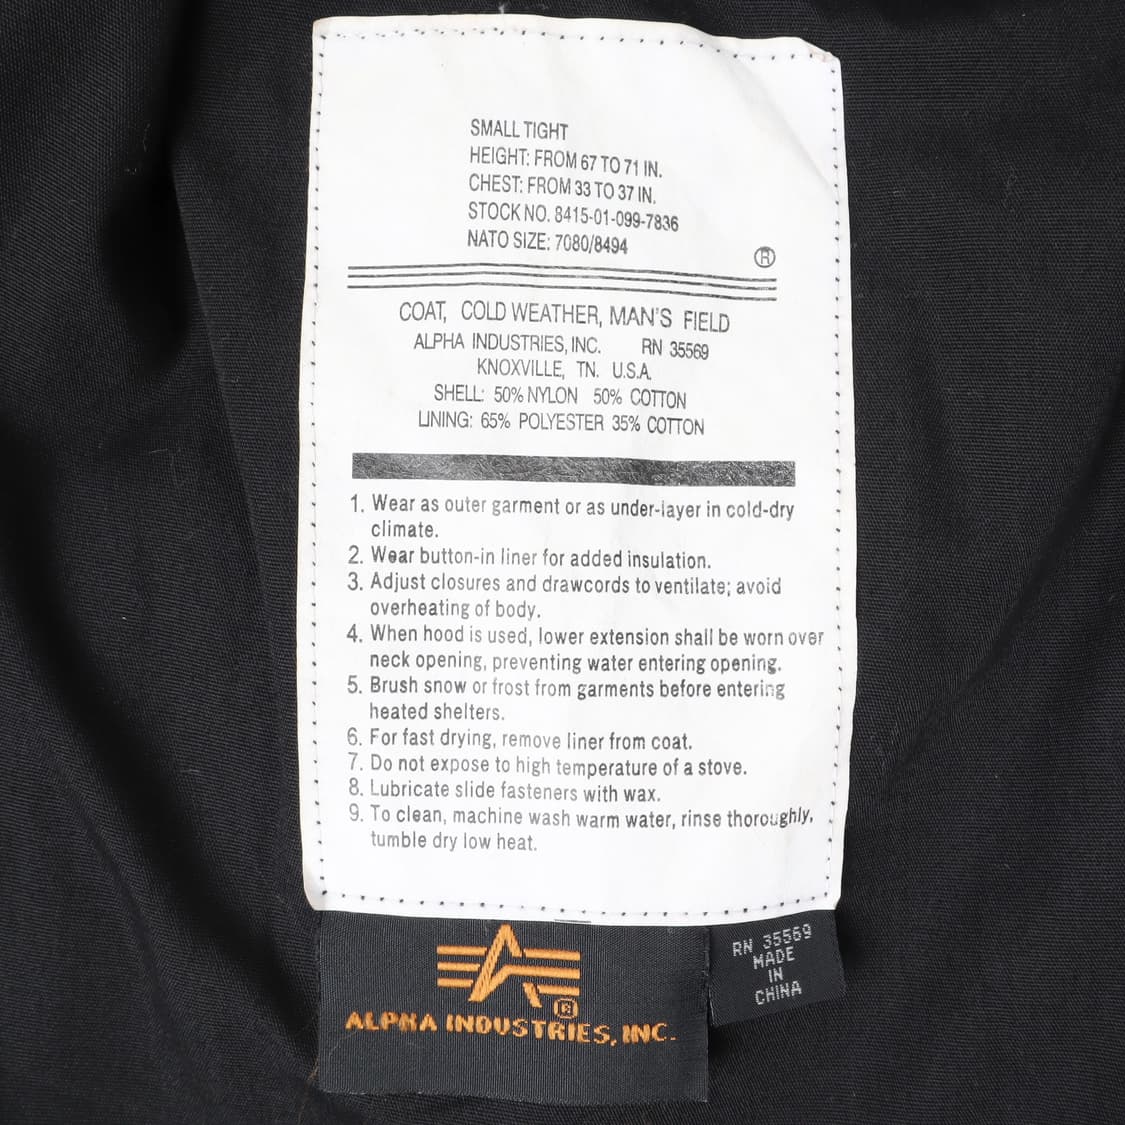 SMALL TIGHT
HEIGHT: FROM 67 TO 71 IN.
CHEST: FROM 33 TO 37 IN.
STOCK NO. 8415-01-099-7836
NATO SIZE: 7080/8494
®
COAT, COLD WEATHER, MAN'S FIELD
ALPHA INDUSTRIES, INC. RN 35569
KNOXVILLE, TN. U.S.A.
SHELL: 50% NYLON 50% COTTON
LINING: 65% POLYESTER 35% COTTON
1. Wear as outer garment or as under-layer in cold-dry
climate.
2. Wear button-in liner for added insulation.
3. Adjust closures and drawcords to ventilate; avoid
overheating of body.
4. When hood is used, lower extension shall be worn over
neck opening, preventing water entering opening.
5. Brush snow or frost from garments before entering
heated shelters.
6. For fast drying, remove liner from coat.
7. Do not expose to high temperature of a stove.
8. Lubricate slide fasteners with wax.
9. To clean, machine wash warm water, rinse thoroughly,
tumble dry low heat.
®
ALPHA INDUSTRIES, INC.
RN 35569
MADE
IN
CHINA